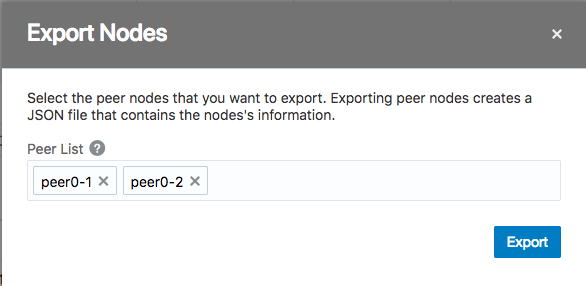 Export Nodes ×
Select the peer nodes that you want to export. Exporting peer nodes creates a
JSON file that contains the nodes's information.
Peer List ?
peer0-1 × peer0-2 ×
Export